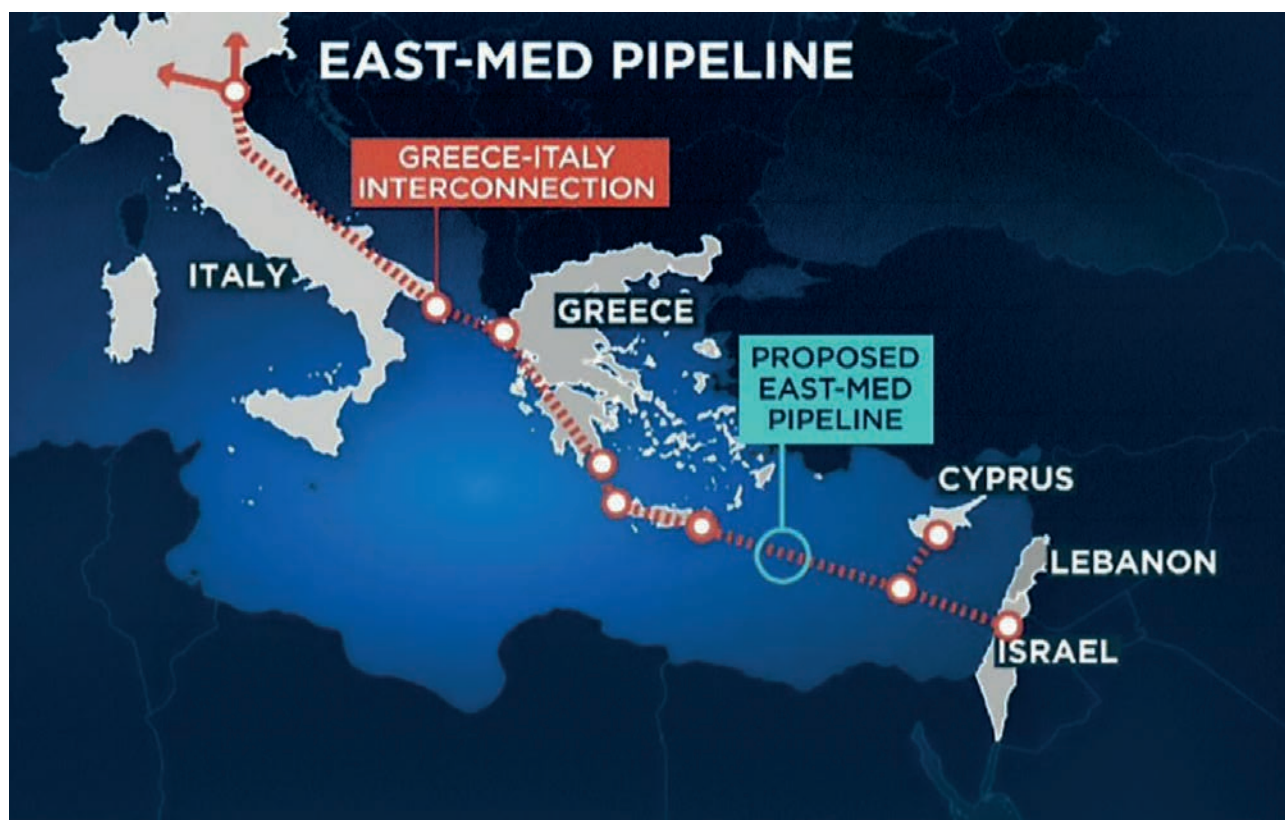 EAST-MED PIPELINE
GREECE-ITALY
INTERCONNECTION
ITALY
GREECE
PROPOSED
EAST-MED
PIPELINE
CYPRUS
LEBANON
ISRAEL